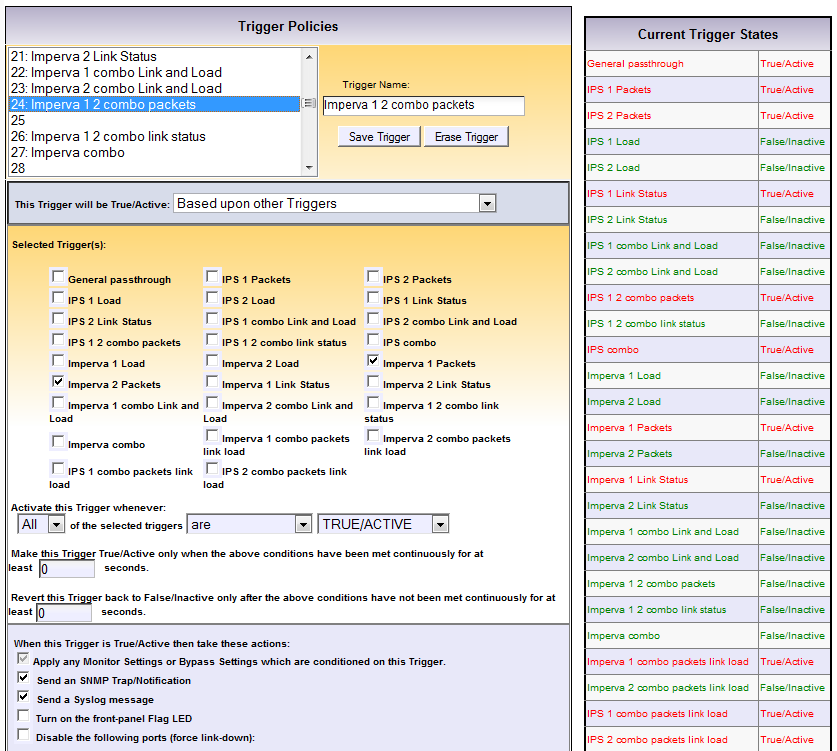 Trigger Policies
21: Imperva 2 Link Status
22: Imperva 1 combo Link and Load
23: Imperva 2 combo Link and Load
24: Imperva 1 2 combo packets
25
26: Imperva 1 2 combo link status
27: Imperva combo
28
Trigger Name:
Imperva 1 2 combo packets
Save Trigger Erase Trigger
This Trigger will be True/Active: Based upon other Triggers
Selected Trigger(s):
General passthrough IPS 1 Packets IPS 2 Packets
IPS 1 Load IPS 2 Load IPS 1 Link Status
IPS 2 Link Status IPS 1 combo Link and Load IPS 2 combo Link and Load
IPS 1 2 combo packets IPS 1 2 combo link status IPS combo
Imperva 1 Load Imperva 2 Load Imperva 1 Packets
Imperva 2 Packets Imperva 1 Link Status Imperva 2 Link Status
Imperva 1 combo Link and Load Imperva 2 combo Link and Load Imperva 1 2 combo link status
Imperva combo Imperva 1 combo packets link load Imperva 2 combo packets link load
IPS 1 combo packets link load IPS 2 combo packets link load
Activate this Trigger whenever:
All of the selected triggers are TRUE/ACTIVE
Make this Trigger True/Active only when the above conditions have been met continuously for at
least 0 seconds.
Revert this Trigger back to False/Inactive only after the above conditions have not been met continuously for at
least 0 seconds.
When this Trigger is True/Active then take these actions:
Apply any Monitor Settings or Bypass Settings which are conditioned on this Trigger.
Send an SNMP Trap/Notification
Send a Syslog message
Turn on the front-panel Flag LED
Disable the following ports (force link-down):
Current Trigger States
General passthrough True/Active
IPS 1 Packets True/Active
IPS 2 Packets True/Active
IPS 1 Load False/Inactive
IPS 2 Load False/Inactive
IPS 1 Link Status True/Active
IPS 2 Link Status False/Inactive
IPS 1 combo Link and Load False/Inactive
IPS 2 combo Link and Load False/Inactive
IPS 1 2 combo packets True/Active
IPS 1 2 combo link status False/Inactive
IPS combo True/Active
Imperva 1 Load False/Inactive
Imperva 2 Load False/Inactive
Imperva 1 Packets True/Active
Imperva 2 Packets False/Inactive
Imperva 1 Link Status True/Active
Imperva 2 Link Status False/Inactive
Imperva 1 combo Link and Load False/Inactive
Imperva 2 combo Link and Load False/Inactive
Imperva 1 2 combo packets False/Inactive
Imperva 1 2 combo link status False/Inactive
Imperva combo False/Inactive
Imperva 1 combo packets link load True/Active
Imperva 2 combo packets link load False/Inactive
IPS 1 combo packets link load True/Active
IPS 2 combo packets link load True/Active